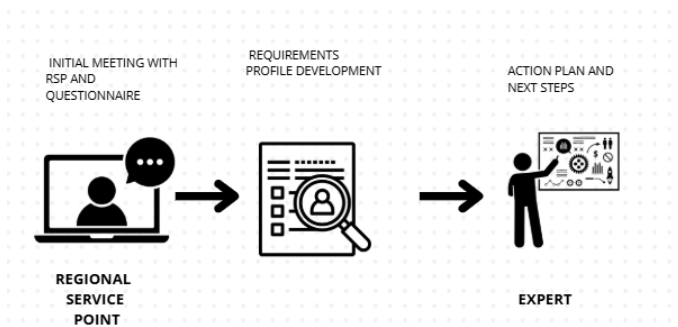 INITIAL MEETING WITH
RSP AND
QUESTIONNAIRE
REQUIREMENTS
PROFILE DEVELOPMENT
ACTION PLAN AND
NEXT STEPS
$
REGIONAL
SERVICE
POINT
EXPERT